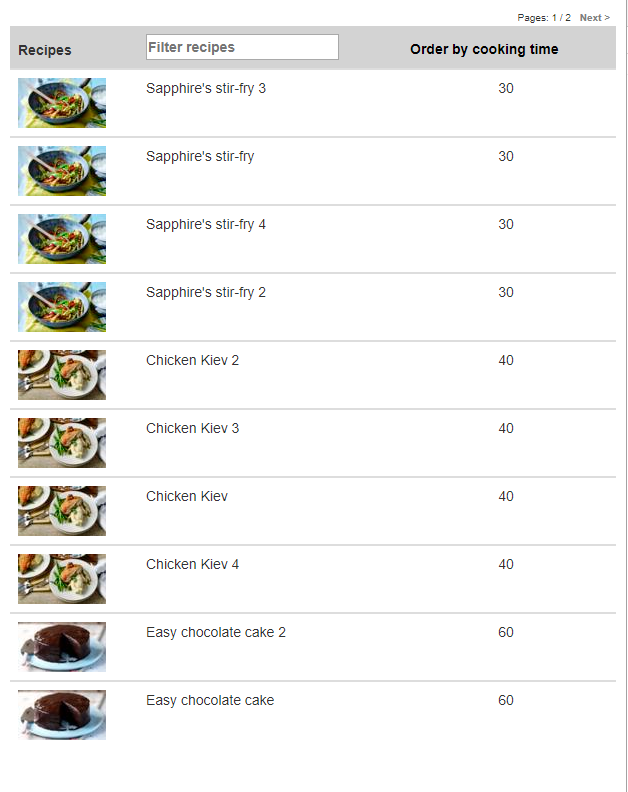 Pages: 1 / 2 Next >
Recipes Filter recipes Order by cooking time
Sapphire's stir-fry 3 30
Sapphire's stir-fry 30
Sapphire's stir-fry 4 30
Sapphire's stir-fry 2 30
Chicken Kiev 2 40
Chicken Kiev 3 40
Chicken Kiev 40
Chicken Kiev 4 40
Easy chocolate cake 2 60
Easy chocolate cake 60